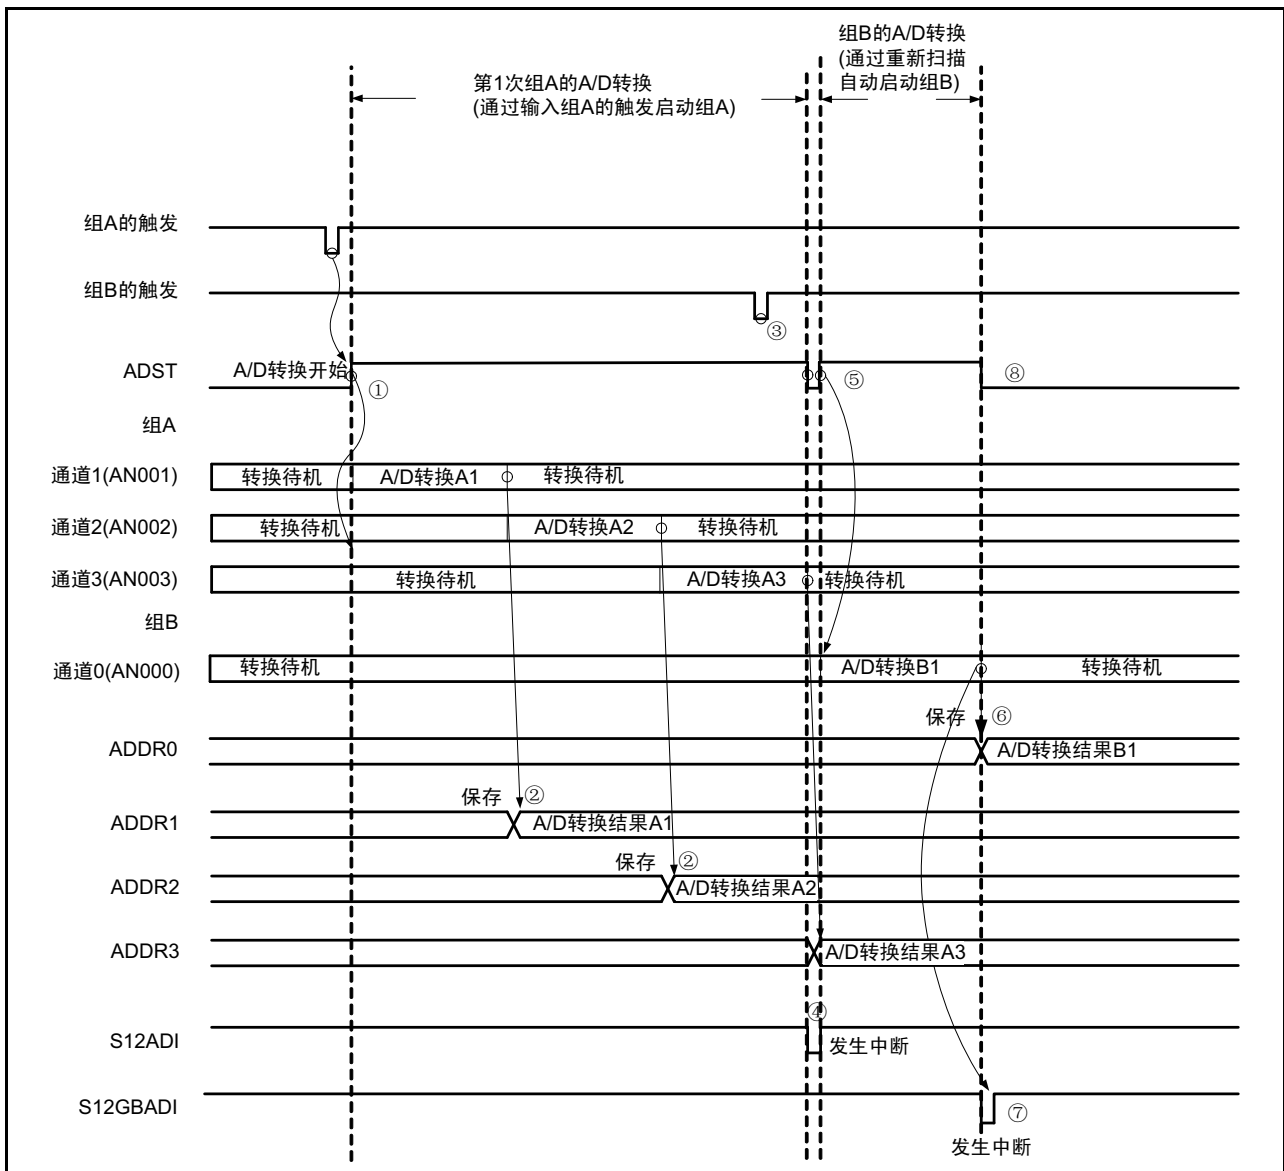 组B的A/D转换
(通过重新扫描
自动启动组B)
第1次组A的A/D转换
(通过输入组A的触发启动组A)
组A的触发
组B的触发
③
ADST
A/D转换开始
①
⑤
⑧
组A
通道1(AN001)
转换待机
A/D转换A1
转换待机
通道2(AN002)
转换待机
A/D转换A2
转换待机
通道3(AN003)
转换待机
A/D转换A3
转换待机
组B
通道0(AN000)
转换待机
A/D转换B1
转换待机
保存
⑥
ADDR0
A/D转换结果B1
保存
②
ADDR1
A/D转换结果A1
保存
②
ADDR2
A/D转换结果A2
ADDR3
A/D转换结果A3
④
S12ADI
发生中断
S12GBADI
⑦
发生中断